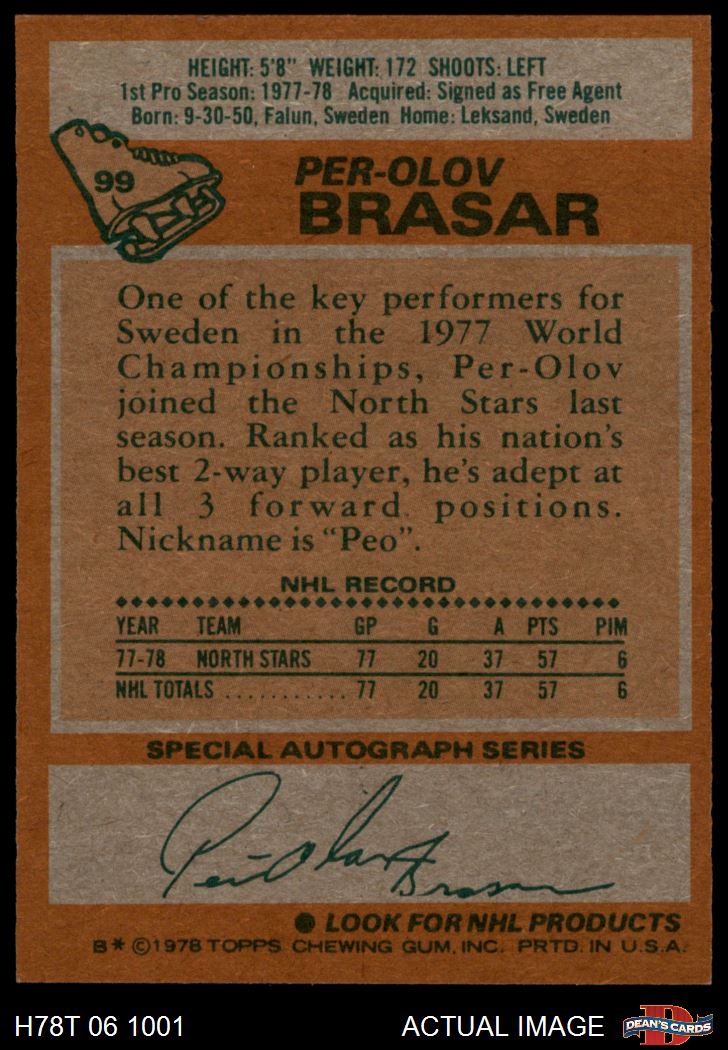 HEIGHT: 5'8" WEIGHT: 172 SHOOTS: LEFT
1st Pro Season: 1977-78 Acquired: Signed as Free Agent
Born: 9-30-50, Falun, Sweden Home: Leksand, Sweden
99
PER-OLOV
BRASAR
One of the key performers for
Sweden in the 1977 World
Championships, Per-Olov
joined the North Stars last
season. Ranked as his nation's
best 2-way player, he's adept at
all 3 forward positions.
Nickname is "Peo".
NHL RECORD
YEAR TEAM GP G A PTS PIM
77-78 NORTH STARS 77 20 37 57 6
NHL TOTALS ............ 77 20 37 57 6
SPECIAL AUTOGRAPH SERIES
Per-Olov Brasar
● LOOK FOR NHL PRODUCTS
B* ©1978 TOPPS CHEWING GUM, INC. PRTD. IN U.S.A.
H78T 06 1001 ACTUAL IMAGE DEAN'S CARDS